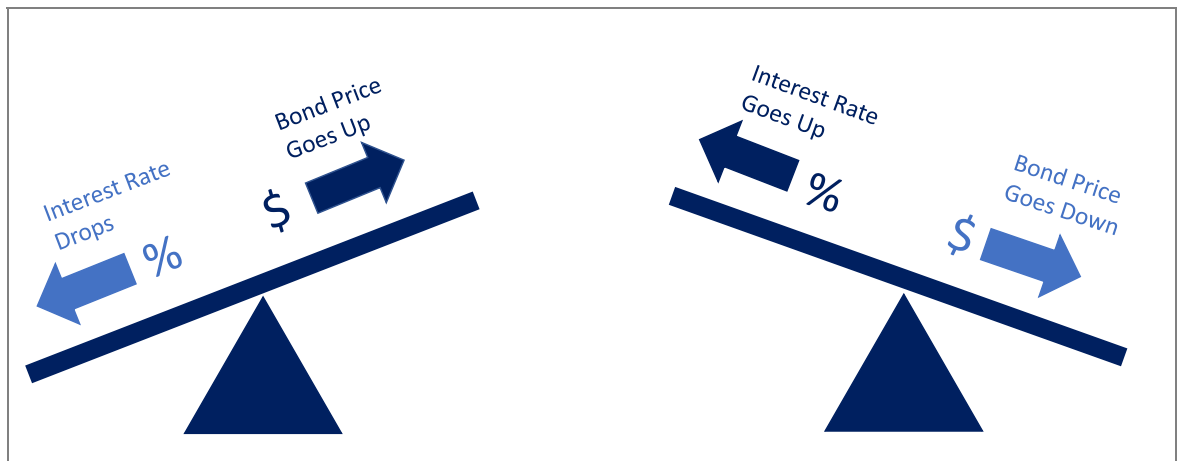 Interest Rate
Drops
%
Bond Price
Goes Up
$
Interest Rate
Goes Up
%
Bond Price
Goes Down
$